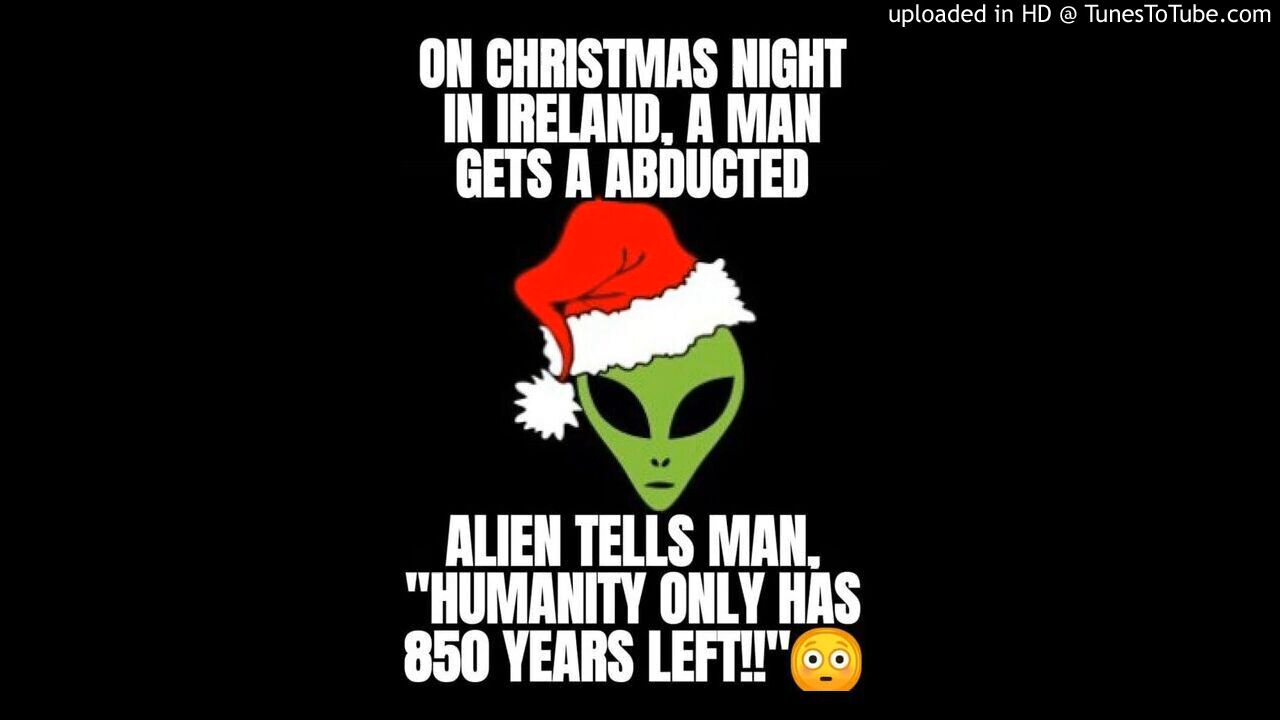 uploaded in HD @ TunesToTube.com
ON CHRISTMAS NIGHT
IN IRELAND, A MAN
GETS A ABDUCTED
ALIEN TELLS MAN,
"HUMANITY ONLY HAS
850 YEARS LEFT!!"😳